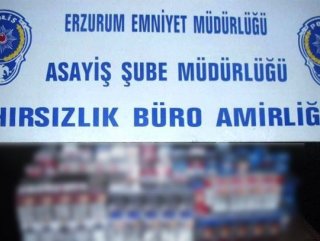 ERZURUM EMNİYET MÜDÜRLÜĞÜ
ASAYİŞ ŞUBE MÜDÜRLÜĞÜ
HIRSIZLIK BÜRO AMİRLİĞ